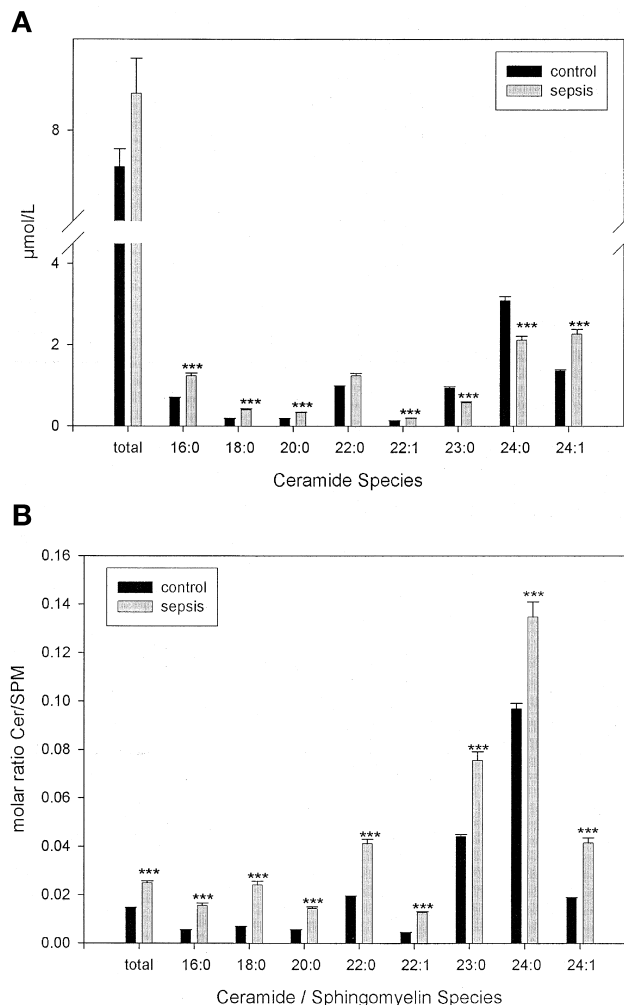 A
control
sepsis
8
µmol/L
4
***
***
***
***
***
***
***
2
0
total 16:0 18:0 20:0 22:0 22:1 23:0 24:0 24:1
Ceramide Species
B
0.16
control
sepsis
0.14
0.12
0.10
0.08
0.06
0.04
0.02
0.00
molar ratio Cer/SPM
***
***
***
***
***
***
***
***
***
total 16:0 18:0 20:0 22:0 22:1 23:0 24:0 24:1
Ceramide / Sphingomyelin Species